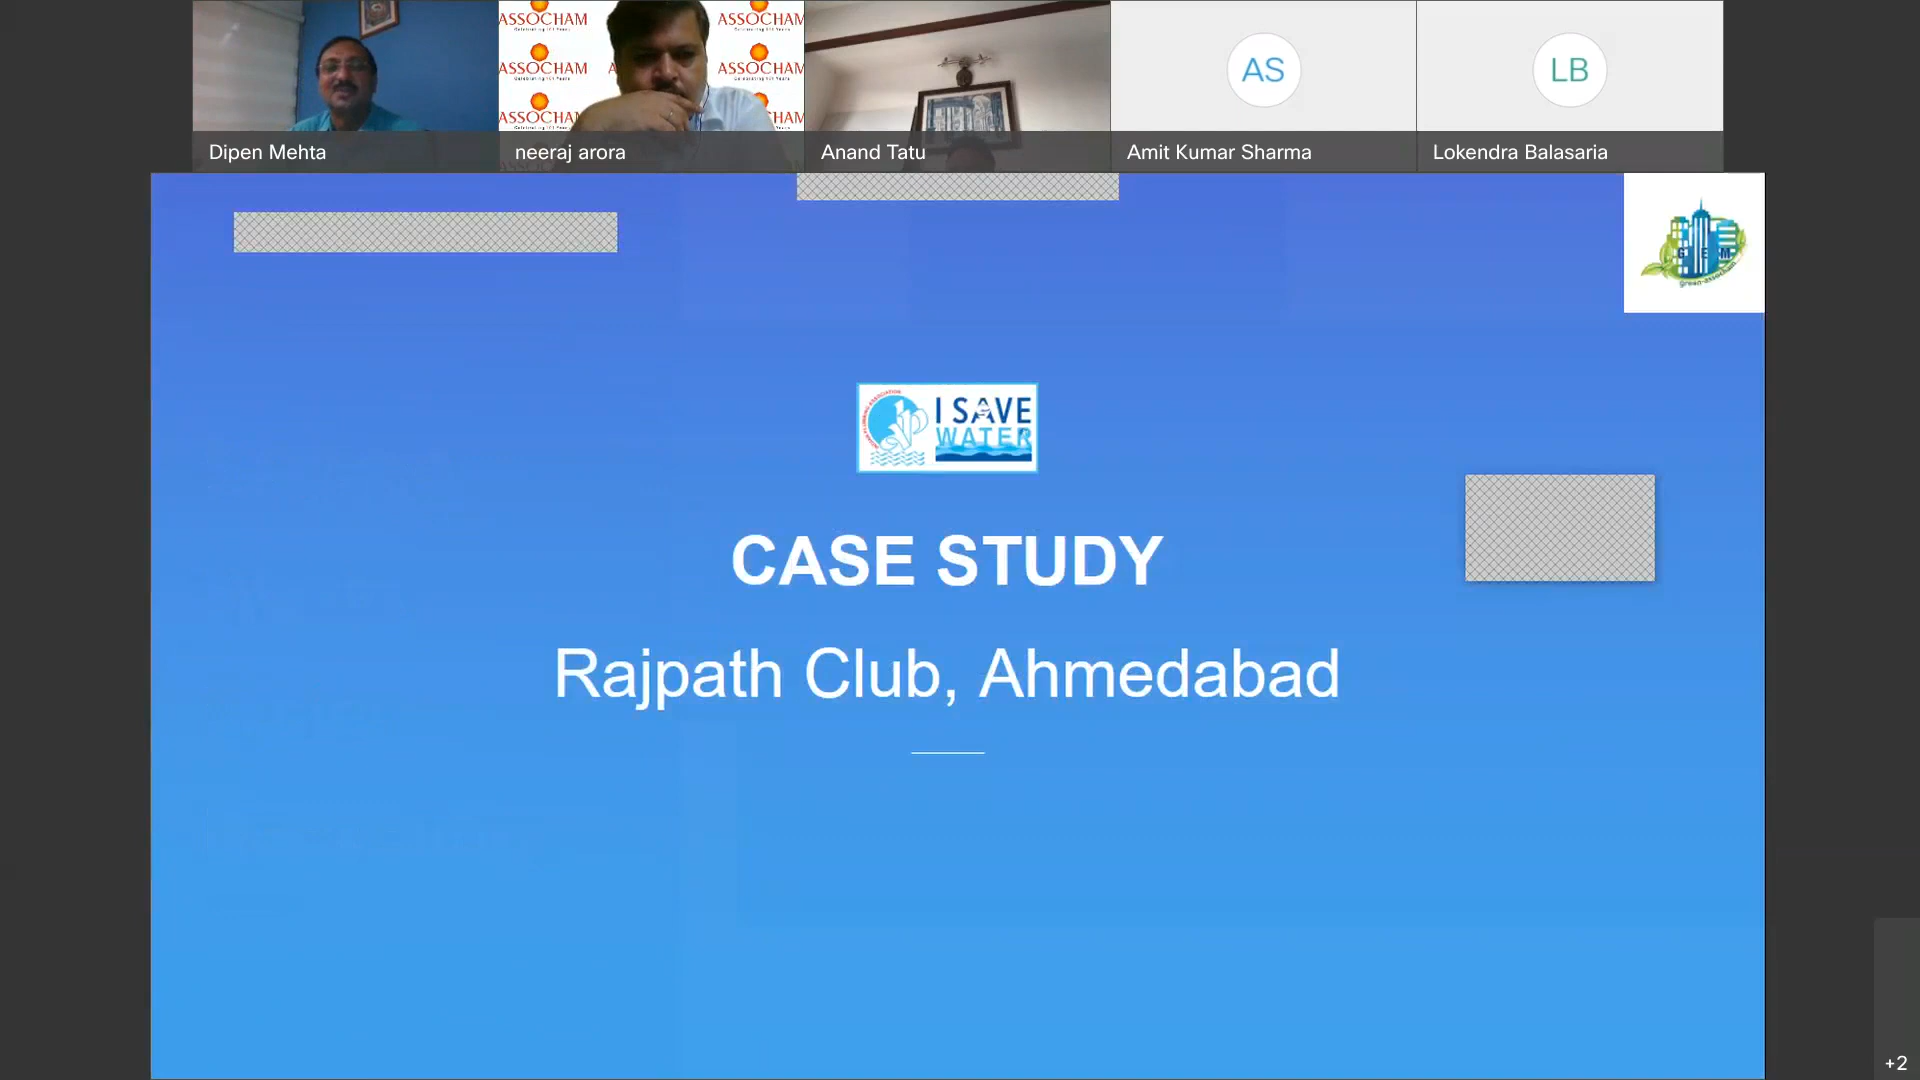 ASSOCHAM
ASSOCHAM
ASSOCHAM
ASSOCHAM
ASSOCHAM
Dipen Mehta
neeraj arora
Anand Tatu
AS
Amit Kumar Sharma
LB
Lokendra Balasaria
G E M
I SAVE
WATER
CASE STUDY
Rajpath Club, Ahmedabad
+2